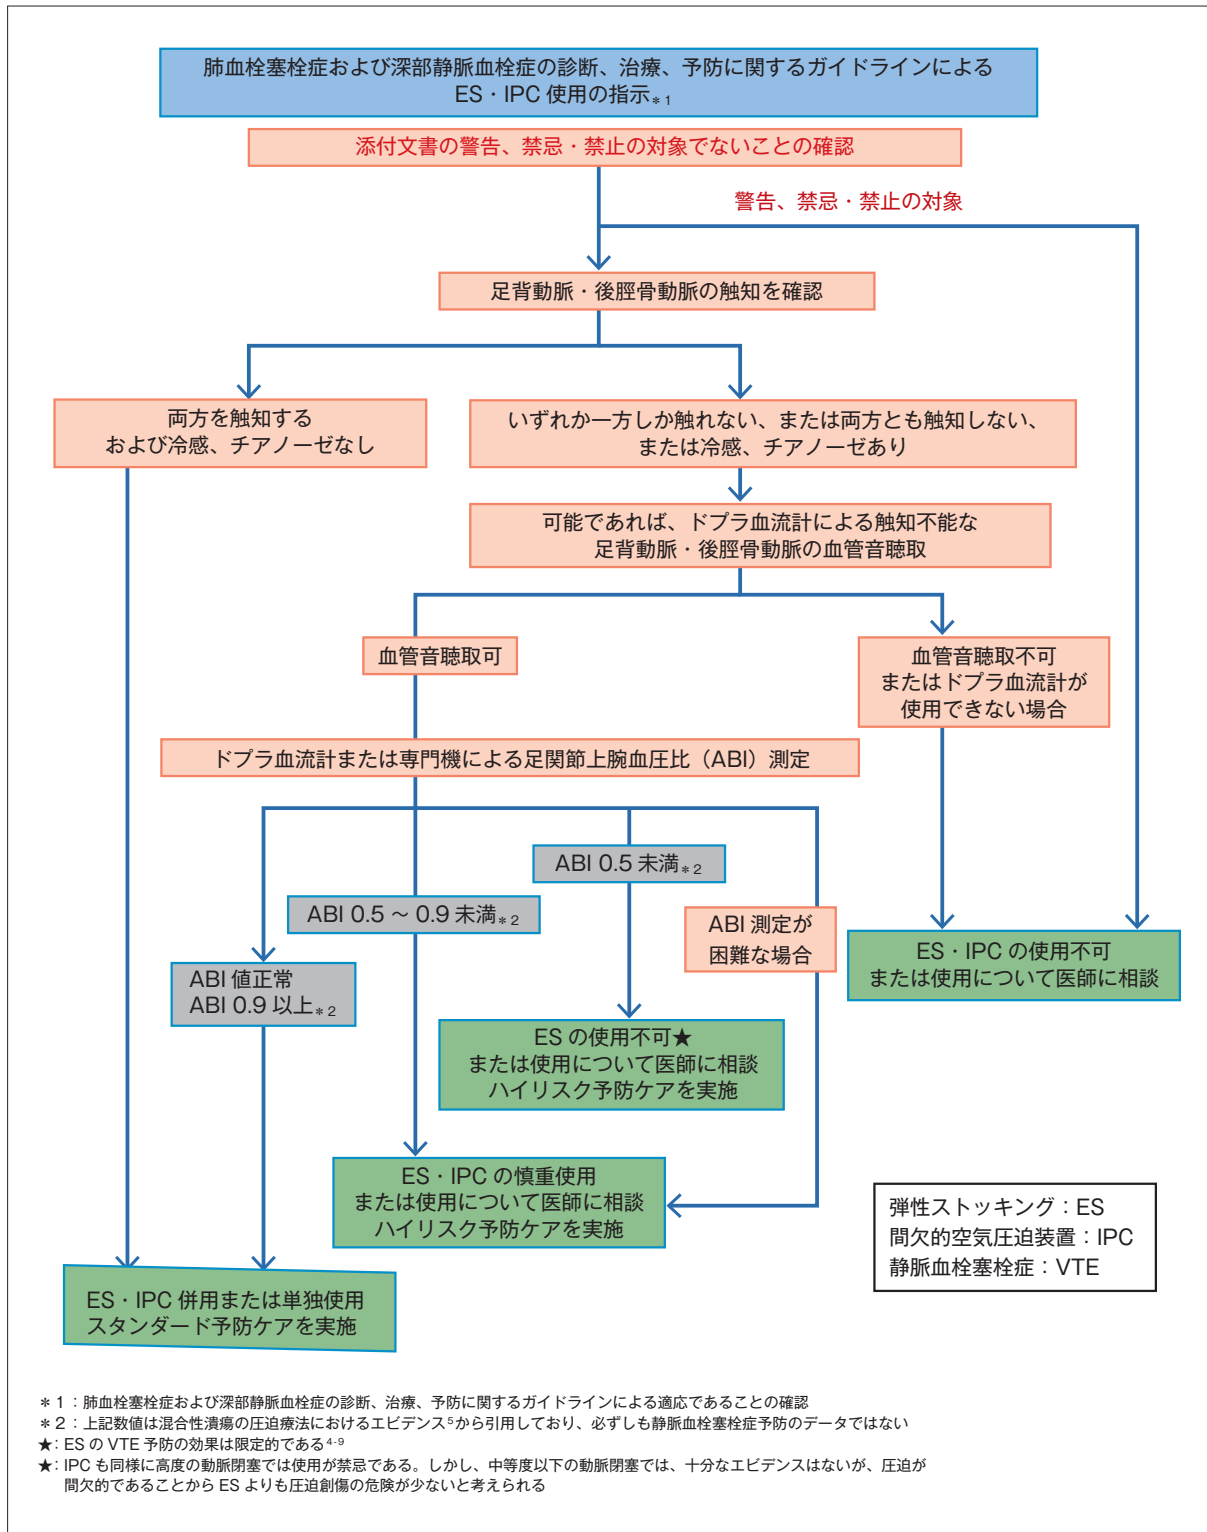 肺血栓塞栓症および深部静脈血栓症の診断、治療、予防に関するガイドラインによる
ES・IPC 使用の指示＊1
添付文書の警告、禁忌・禁止の対象でないことの確認
警告、禁忌・禁止の対象
足背動脈・後脛骨動脈の触知を確認
両方を触知する
および冷感、チアノーゼなし
いずれか一方しか触れない、または両方とも触知しない、
または冷感、チアノーゼあり
可能であれば、ドプラ血流計による触知不能な
足背動脈・後脛骨動脈の血管音聴取
血管音聴取可
血管音聴取不可
またはドプラ血流計が
使用できない場合
ドプラ血流計または専門機による足関節上腕血圧比（ABI）測定
ABI 0.5 未満＊2
ABI 0.5 ～ 0.9 未満＊2
ABI 測定が
困難な場合
ABI 値正常
ABI 0.9 以上＊2
ES・IPC の使用不可
または使用について医師に相談
ES の使用不可★
または使用について医師に相談
ハイリスク予防ケアを実施
ES・IPC の慎重使用
または使用について医師に相談
ハイリスク予防ケアを実施
弾性ストッキング：ES
間欠的空気圧迫装置：IPC
静脈血栓塞栓症：VTE
ES・IPC 併用または単独使用
スタンダード予防ケアを実施
＊1：肺血栓塞栓症および深部静脈血栓症の診断、治療、予防に関するガイドラインによる適応であることの確認
＊2：上記数値は混合性潰瘍の圧迫療法におけるエビデンス⁵から引用しており、必ずしも静脈血栓塞栓症予防のデータではない
★：ES の VTE 予防の効果は限定的である⁴⁻⁹
★：IPC も同様に高度の動脈閉塞では使用が禁忌である。しかし、中等度以下の動脈閉塞では、十分なエビデンスはないが、圧迫が
間欠的であることから ES よりも圧迫創傷の危険が少ないと考えられる